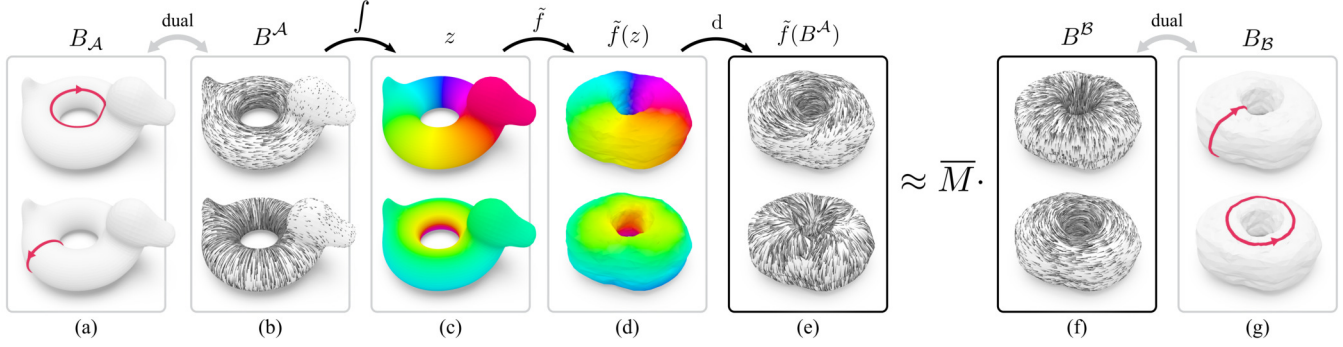 dual ∫ f̃ d dual
B_𝒜 B^𝒜 z f̃(z) f̃(B^𝒜) B^ℬ B_ℬ
≈ M̅ ·
(a) (b) (c) (d) (e) (f) (g)